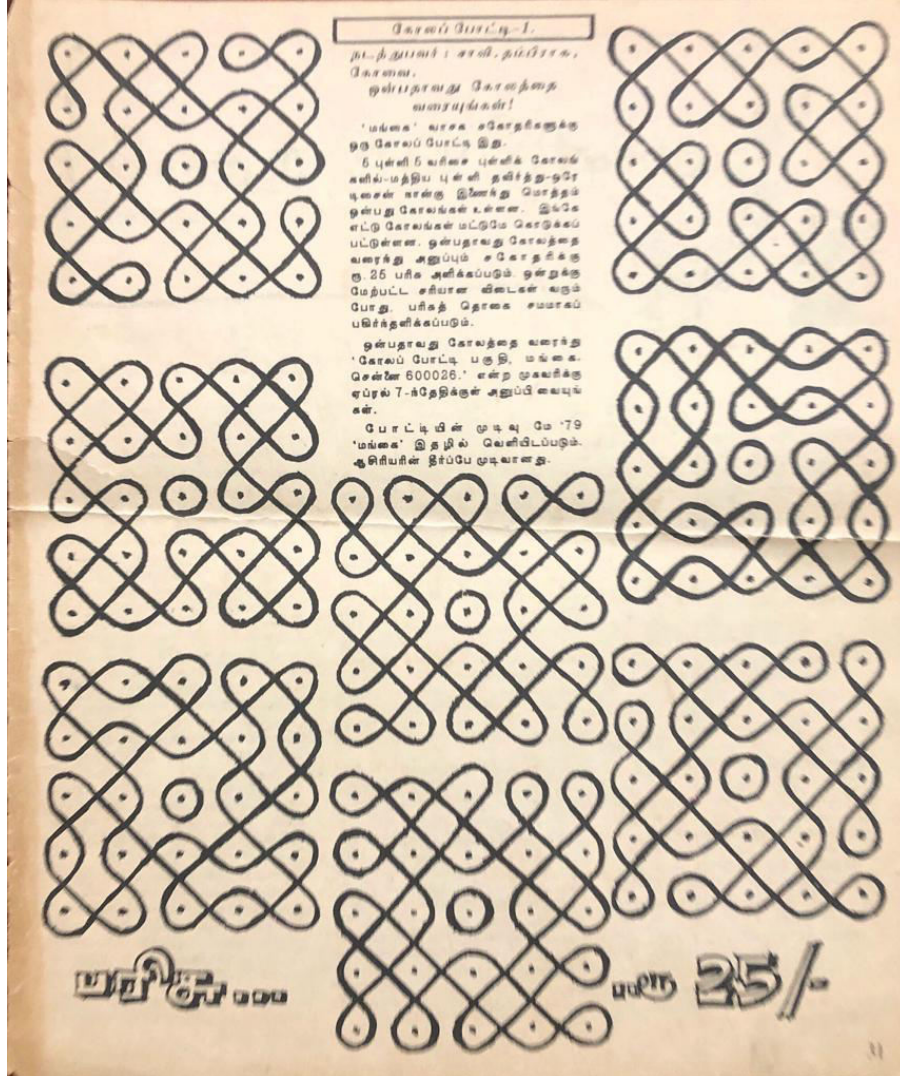 கோலப் போட்டி-1.
நடத்துபவர் : சாவி. தம்பிராசு,
கோவை.
ஒன்பதாவது கோலத்தை
வரையுங்கள்!
'மங்கை' வாசக சகோதரிகளுக்கு
ஒரு கோலப் போட்டி இது.
5 புள்ளி 5 வரிசை புள்ளிக் கோலங்
களில்-மத்திய புள்ளி தவிர்த்து-ஒரே
டிசைன் நான்கு இணைந்து மொத்தம்
ஒன்பது கோலங்கள் உள்ளன. இங்கே
எட்டு கோலங்கள் மட்டுமே கொடுக்கப்
பட்டுள்ளன. ஒன்பதாவது கோலத்தை
வரைந்து அனுப்பும் சகோதரிக்கு
ரூ. 25 பரிசு அளிக்கப்படும். ஒன்றுக்கு
மேற்பட்ட சரியான விடைகள் வரும்
போது, பரிசுத் தொகை சமமாகப்
பகிர்ந்தளிக்கப்படும்.
ஒன்பதாவது கோலத்தை வரைந்து
'கோலப் போட்டி பகுதி, மங்கை,
சென்னை 600026.' என்ற முகவரிக்கு
ஏப்ரல் 7-ந்தேதிக்குள் அனுப்பி வையுங்
கள்.
போட்டியின் முடிவு மே '79
'மங்கை' இதழில் வெளியிடப்படும்.
ஆசிரியரின் தீர்ப்பே முடிவானது.
பரிசு...
...ரூ 25/-
31